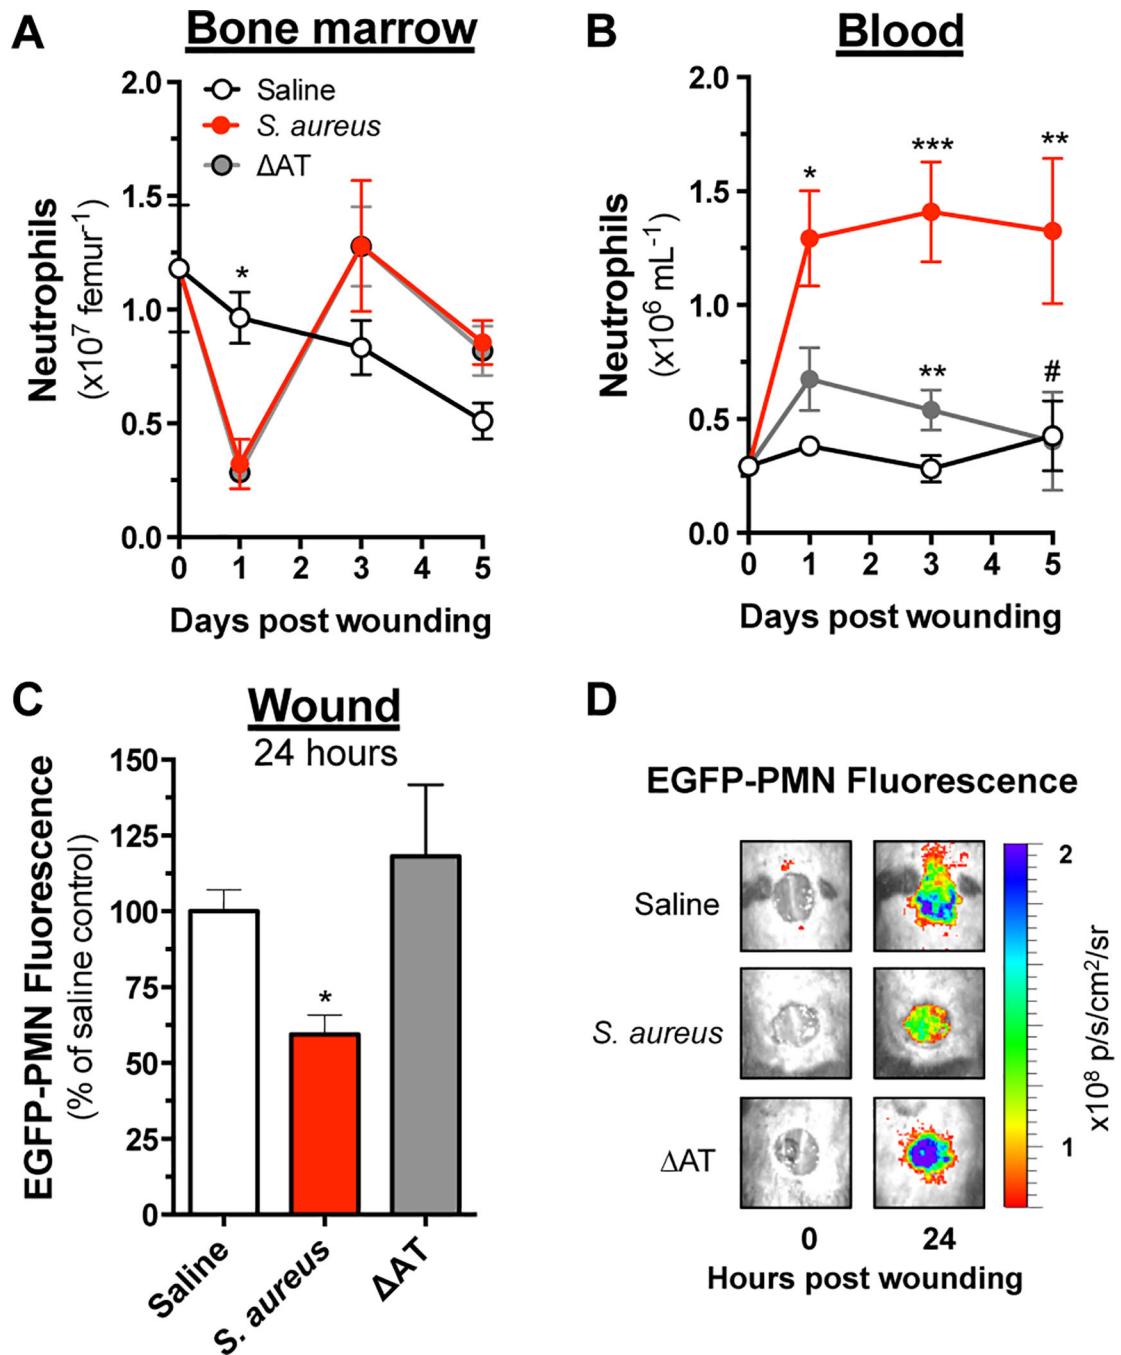 A
Bone marrow
Saline
S. aureus
ΔAT
2.0
1.5
1.0
0.5
0.0
Neutrophils
(x10⁷ femur⁻¹)
*
0 1 2 3 4 5
Days post wounding
B
Blood
2.0
1.5
1.0
0.5
0.0
Neutrophils
(x10⁶ mL⁻¹)
*
***
**
**
#
0 1 2 3 4 5
Days post wounding
C
Wound
24 hours
150
125
100
75
50
25
0
EGFP-PMN Fluorescence
(% of saline control)
*
Saline
S. aureus
ΔAT
D
EGFP-PMN Fluorescence
Saline
S. aureus
ΔAT
2
1
x10⁸ p/s/cm²/sr
0 24
Hours post wounding